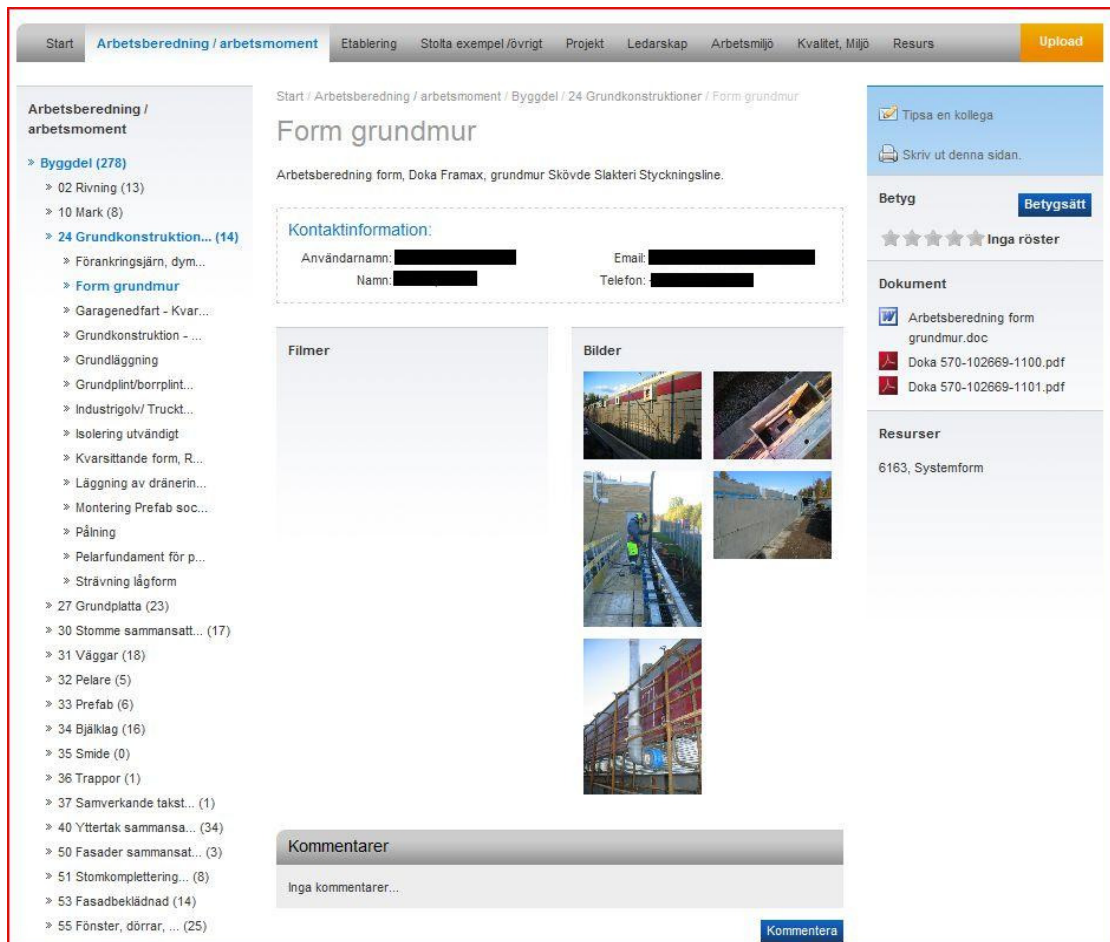 Start Arbetsberedning / arbetsmoment Etablering Stolta exempel /övrigt Projekt Ledarskap Arbetsmiljö Kvalitet, Miljö Resurs Upload
Arbetsberedning /
arbetsmoment
» Byggdel (278)
» 02 Rivning (13)
» 10 Mark (8)
» 24 Grundkonstruktion... (14)
» Förankringsjärn, dym...
» Form grundmur
» Garagenedfart - Kvar...
» Grundkonstruktion - ...
» Grundläggning
» Grundplint/borrplint...
» Industrigolv/ Truckt...
» Isolering utvändigt
» Kvarsittande form, R...
» Läggning av dränerin...
» Montering Prefab soc...
» Pålning
» Pelarfundament för p...
» Strävning lågform
» 27 Grundplatta (23)
» 30 Stomme sammansatt... (17)
» 31 Väggar (18)
» 32 Pelare (5)
» 33 Prefab (6)
» 34 Bjälklag (16)
» 35 Smide (0)
» 36 Trappor (1)
» 37 Samverkande takst... (1)
» 40 Yttertak sammansa... (34)
» 50 Fasader sammansat... (3)
» 51 Stomkomplettering... (8)
» 53 Fasadbeklädnad (14)
» 55 Fönster, dörrar, ... (25)
Start / Arbetsberedning / arbetsmoment / Byggdel / 24 Grundkonstruktioner / Form grundmur
Form grundmur
Arbetsberedning form, Doka Framax, grundmur Skövde Slakteri Styckningsline.
Kontaktinformation:
Användarnamn: Email:
Namn: Telefon:
Filmer
Bilder
Kommentarer
Inga kommentarer...
Kommentera
Tipsa en kollega
Skriv ut denna sidan.
Betyg Betygsätt
Inga röster
Dokument
Arbetsberedning form
grundmur.doc
Doka 570-102669-1100.pdf
Doka 570-102669-1101.pdf
Resurser
6163, Systemform